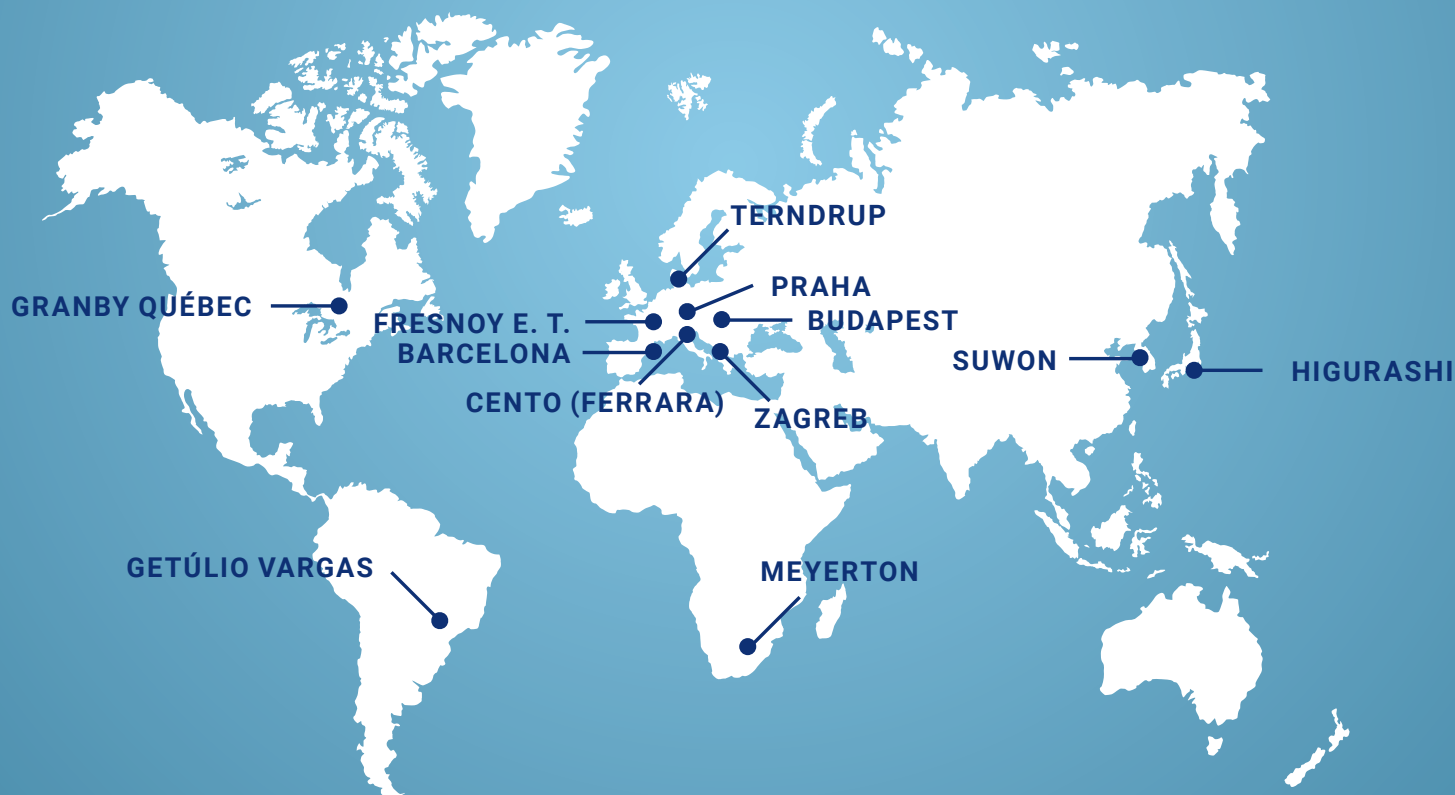 TERNDRUP
PRAHA
GRANBY QUÉBEC
BUDAPEST
FRESNOY E. T.
BARCELONA
SUWON
HIGURASHI
CENTO (FERRARA)
ZAGREB
GETÚLIO VARGAS
MEYERTON